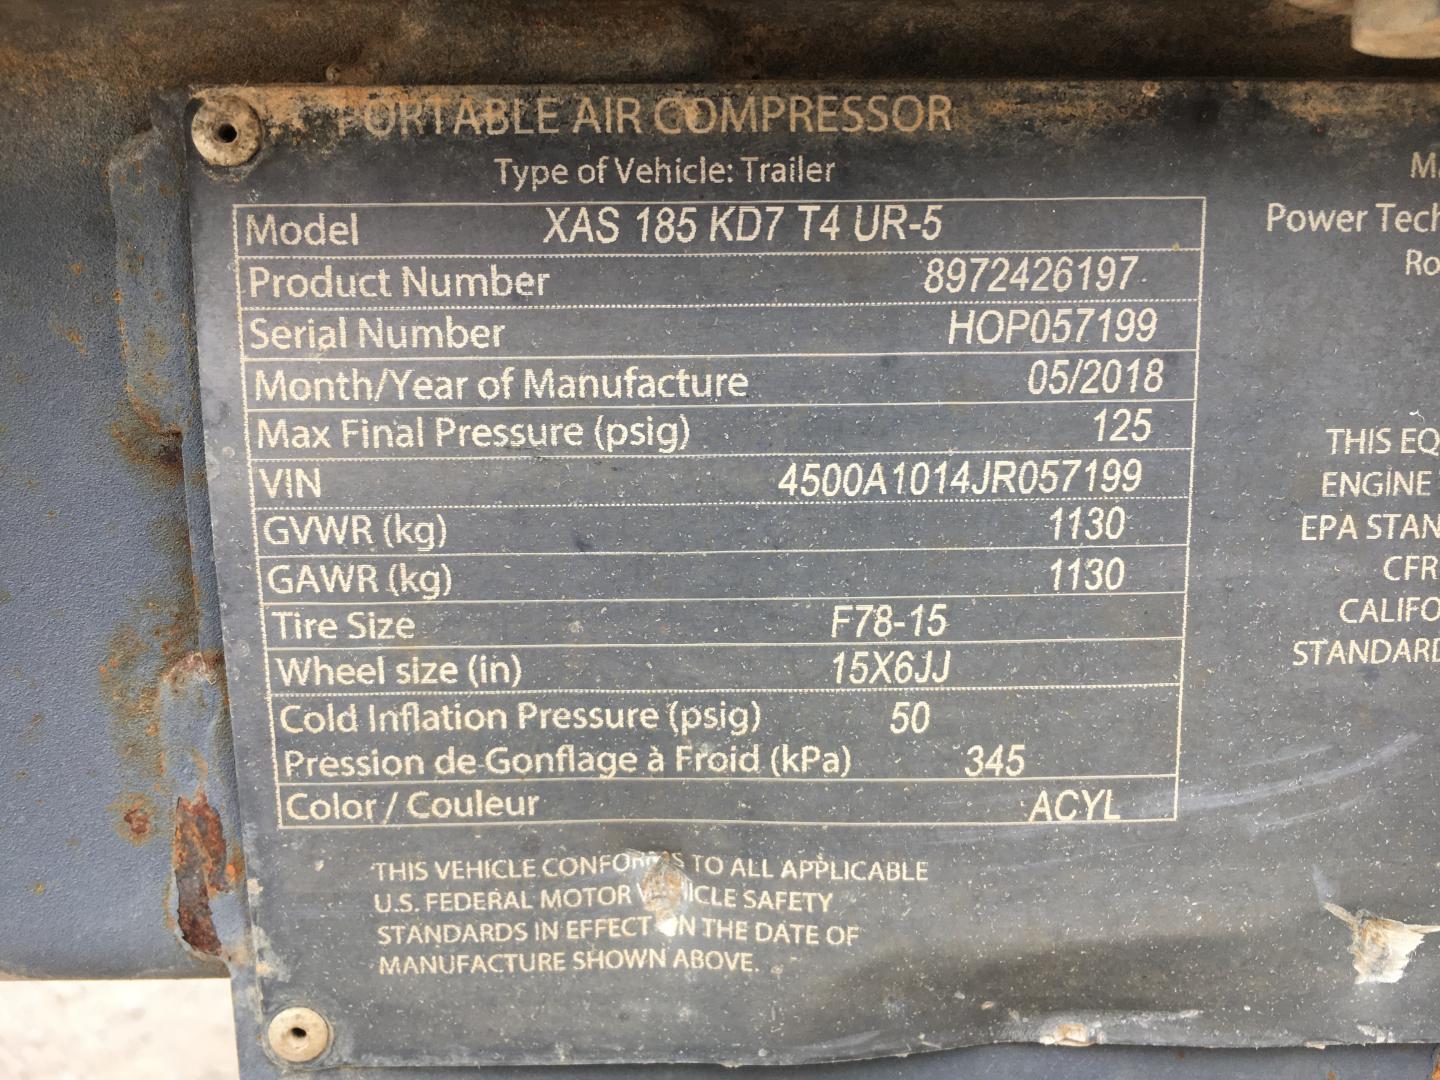 PORTABLE AIR COMPRESSOR
Type of Vehicle: Trailer
Model XAS 185 KD7 T4 UR-5
Product Number 8972426197
Serial Number HOP057199
Month/Year of Manufacture 05/2018
Max Final Pressure (psig) 125
VIN 4500A1014JR057199
GVWR (kg) 1130
GAWR (kg) 1130
Tire Size F78-15
Wheel size (in) 15X6JJ
Cold Inflation Pressure (psig) 50
Pression de Gonflage à Froid (kPa) 345
Color / Couleur ACYL
THIS VEHICLE CONFORMS TO ALL APPLICABLE
U.S. FEDERAL MOTOR VEHICLE SAFETY
STANDARDS IN EFFECT ON THE DATE OF
MANUFACTURE SHOWN ABOVE.
Power Tech
THIS EQ
ENGINE
EPA STAN
CFR
CALIFO
STANDARD